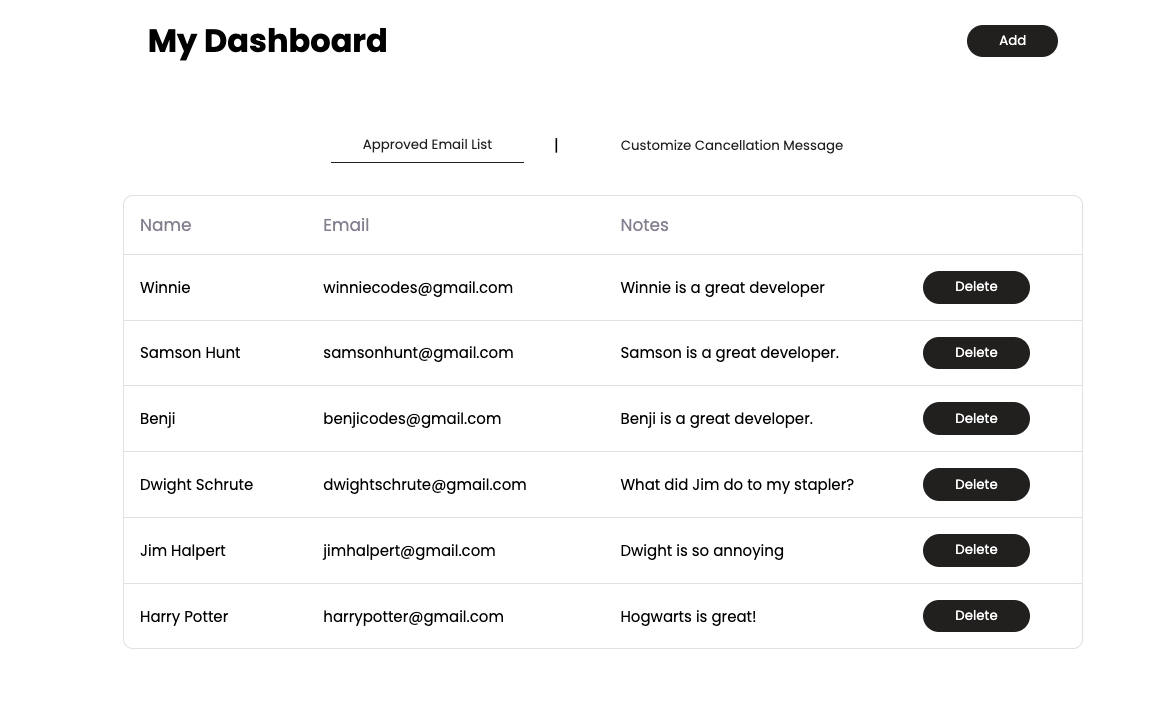 My Dashboard Add
Approved Email List | Customize Cancellation Message
Name Email Notes
Winnie winniecodes@gmail.com Winnie is a great developer Delete
Samson Hunt samsonhunt@gmail.com Samson is a great developer. Delete
Benji benjicodes@gmail.com Benji is a great developer. Delete
Dwight Schrute dwightschrute@gmail.com What did Jim do to my stapler? Delete
Jim Halpert jimhalpert@gmail.com Dwight is so annoying Delete
Harry Potter harrypotter@gmail.com Hogwarts is great! Delete